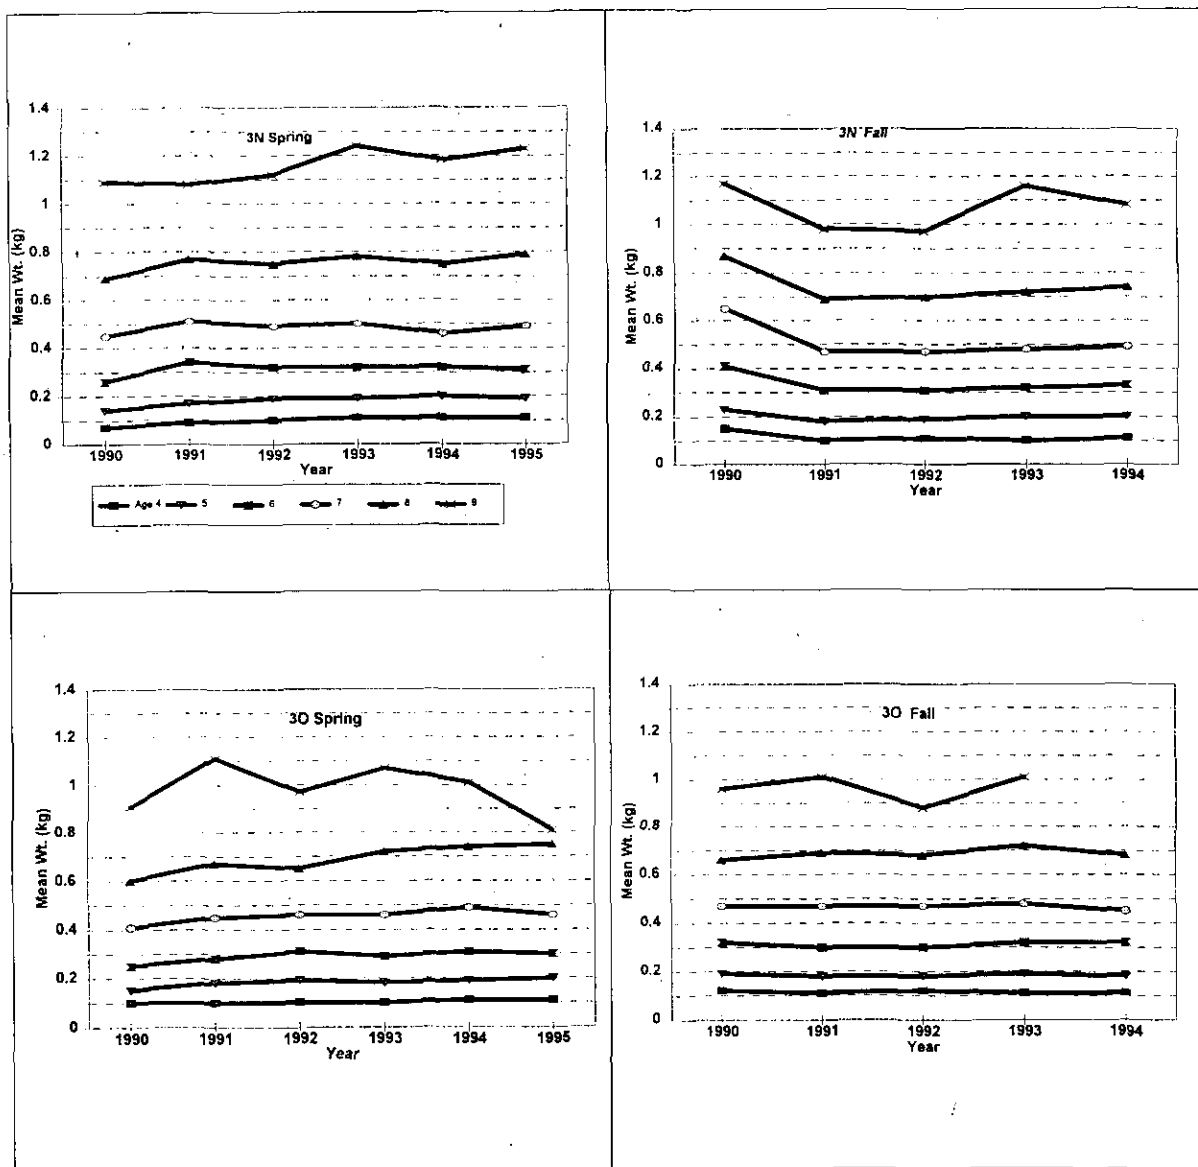 3N Spring
Mean Wt. (kg)
1.4
1.2
1
0.8
0.6
0.4
0.2
0
1990 1991 1992 1993 1994 1995
Year
Age 4 5 6 7 8 9
3N Fall
Mean Wt. (kg)
1.4
1.2
1
0.8
0.6
0.4
0.2
0
1990 1991 1992 1993 1994
Year
3O Spring
Mean Wt. (kg)
1.4
1.2
1
0.8
0.6
0.4
0.2
0
1990 1991 1992 1993 1994 1995
Year
3O Fall
Mean Wt. (kg)
1.4
1.2
1
0.8
0.6
0.4
0.2
0
1990 1991 1992 1993 1994
Year